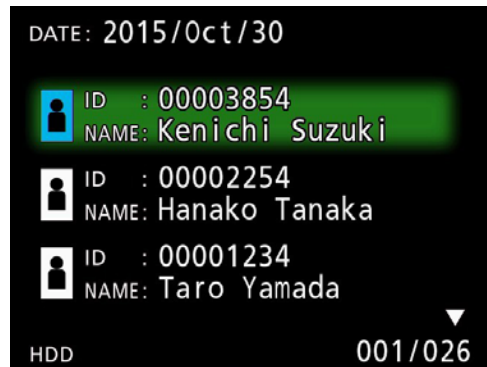 DATE: 2015/Oct/30
ID : 00003854
NAME: Kenichi Suzuki
ID : 00002254
NAME: Hanako Tanaka
ID : 00001234
NAME: Taro Yamada
HDD 001/026